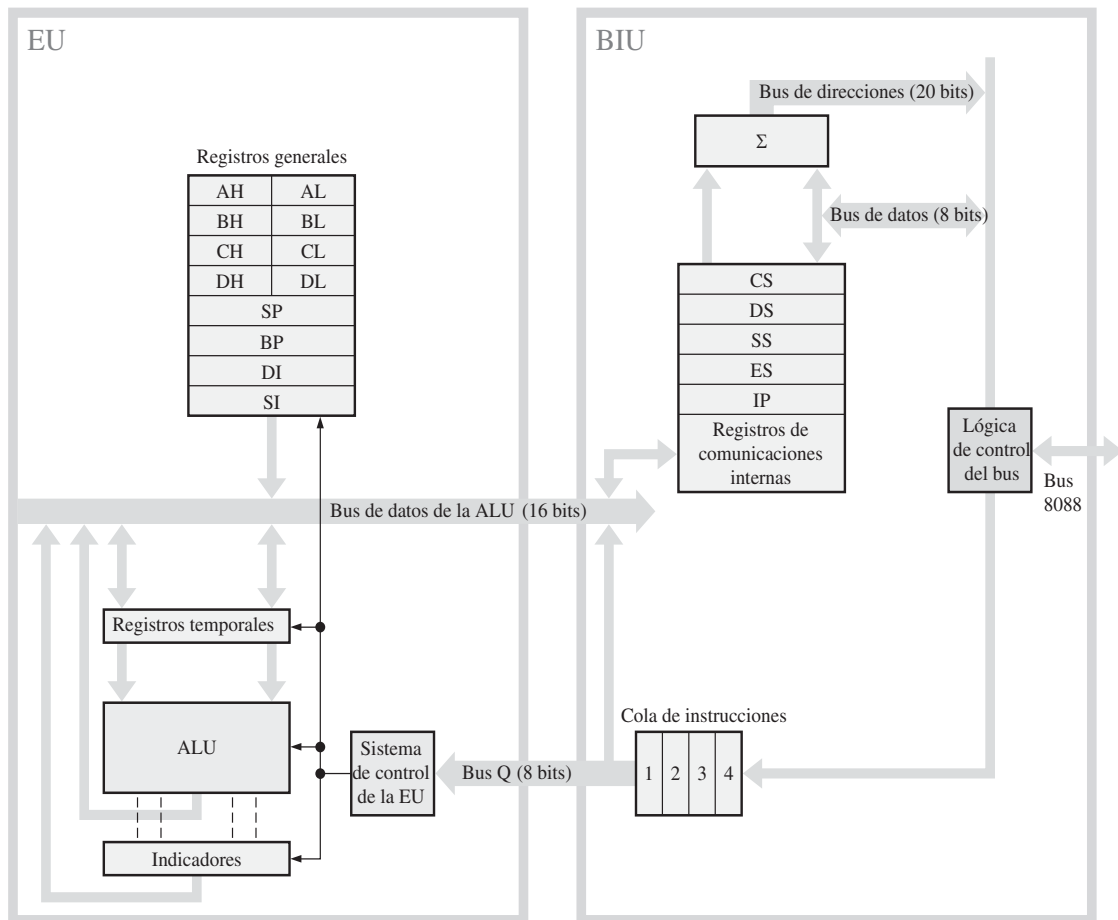 EU
BIU
Bus de direcciones (20 bits)
Σ
Registros generales
AH AL
BH BL
CH CL
DH DL
SP
BP
DI
SI
Bus de datos (8 bits)
CS
DS
SS
ES
IP
Registros de
comunicaciones
internas
Lógica
de control
del bus
Bus
8088
Bus de datos de la ALU (16 bits)
Registros temporales
ALU
Indicadores
Sistema
de control
de la EU
Bus Q (8 bits)
Cola de instrucciones
1 2 3 4